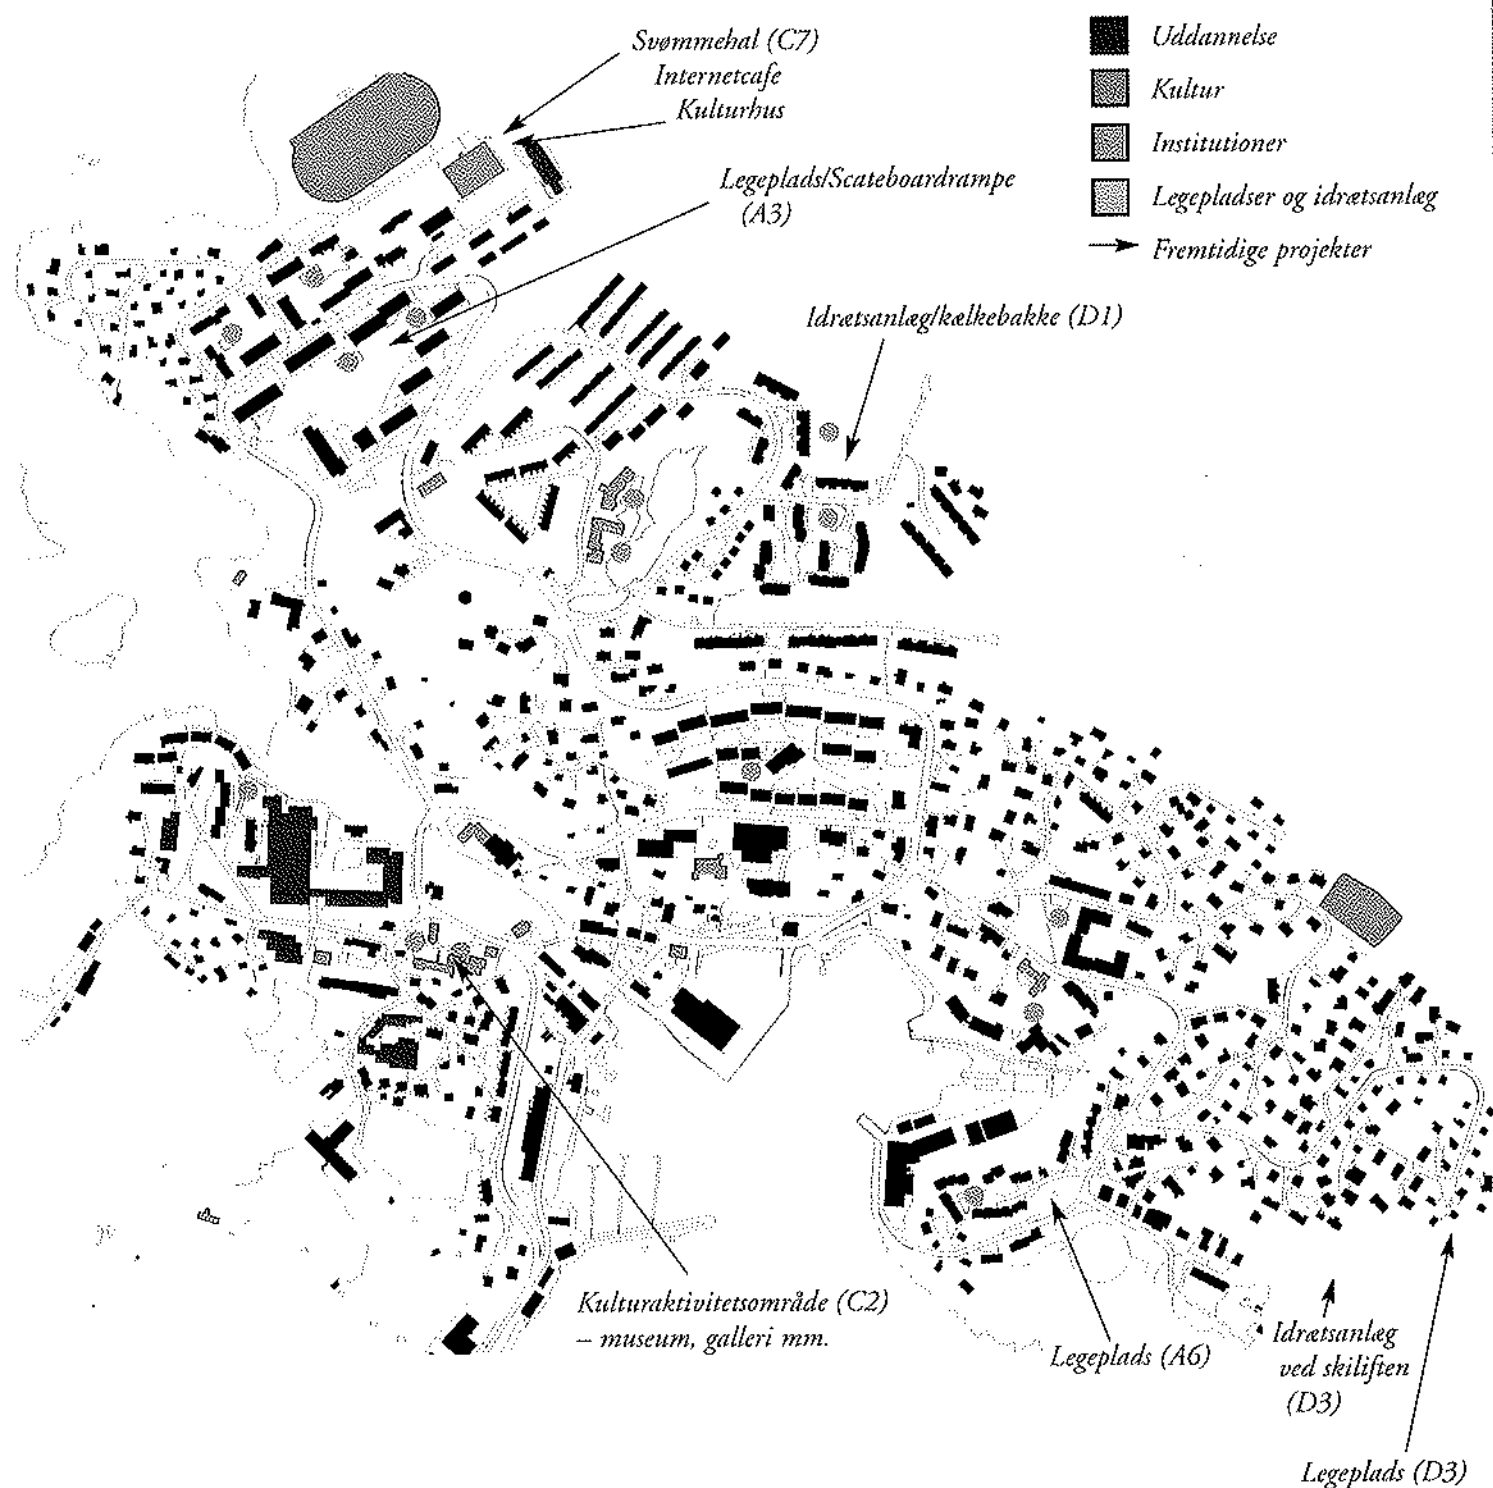 Svømmehal (C7)
Internetcafe
Kulturhus
Legeplads/Scateboardrampe
(A3)
Uddannelse
Kultur
Institutioner
Legepladser og idrætsanlæg
Fremtidige projekter
Idrætsanlæg/kælkebakke (D1)
Kulturaktivitetsområde (C2)
– museum, galleri mm.
Legeplads (A6)
Idrætsanlæg
ved skiliften
(D3)
Legeplads (D3)